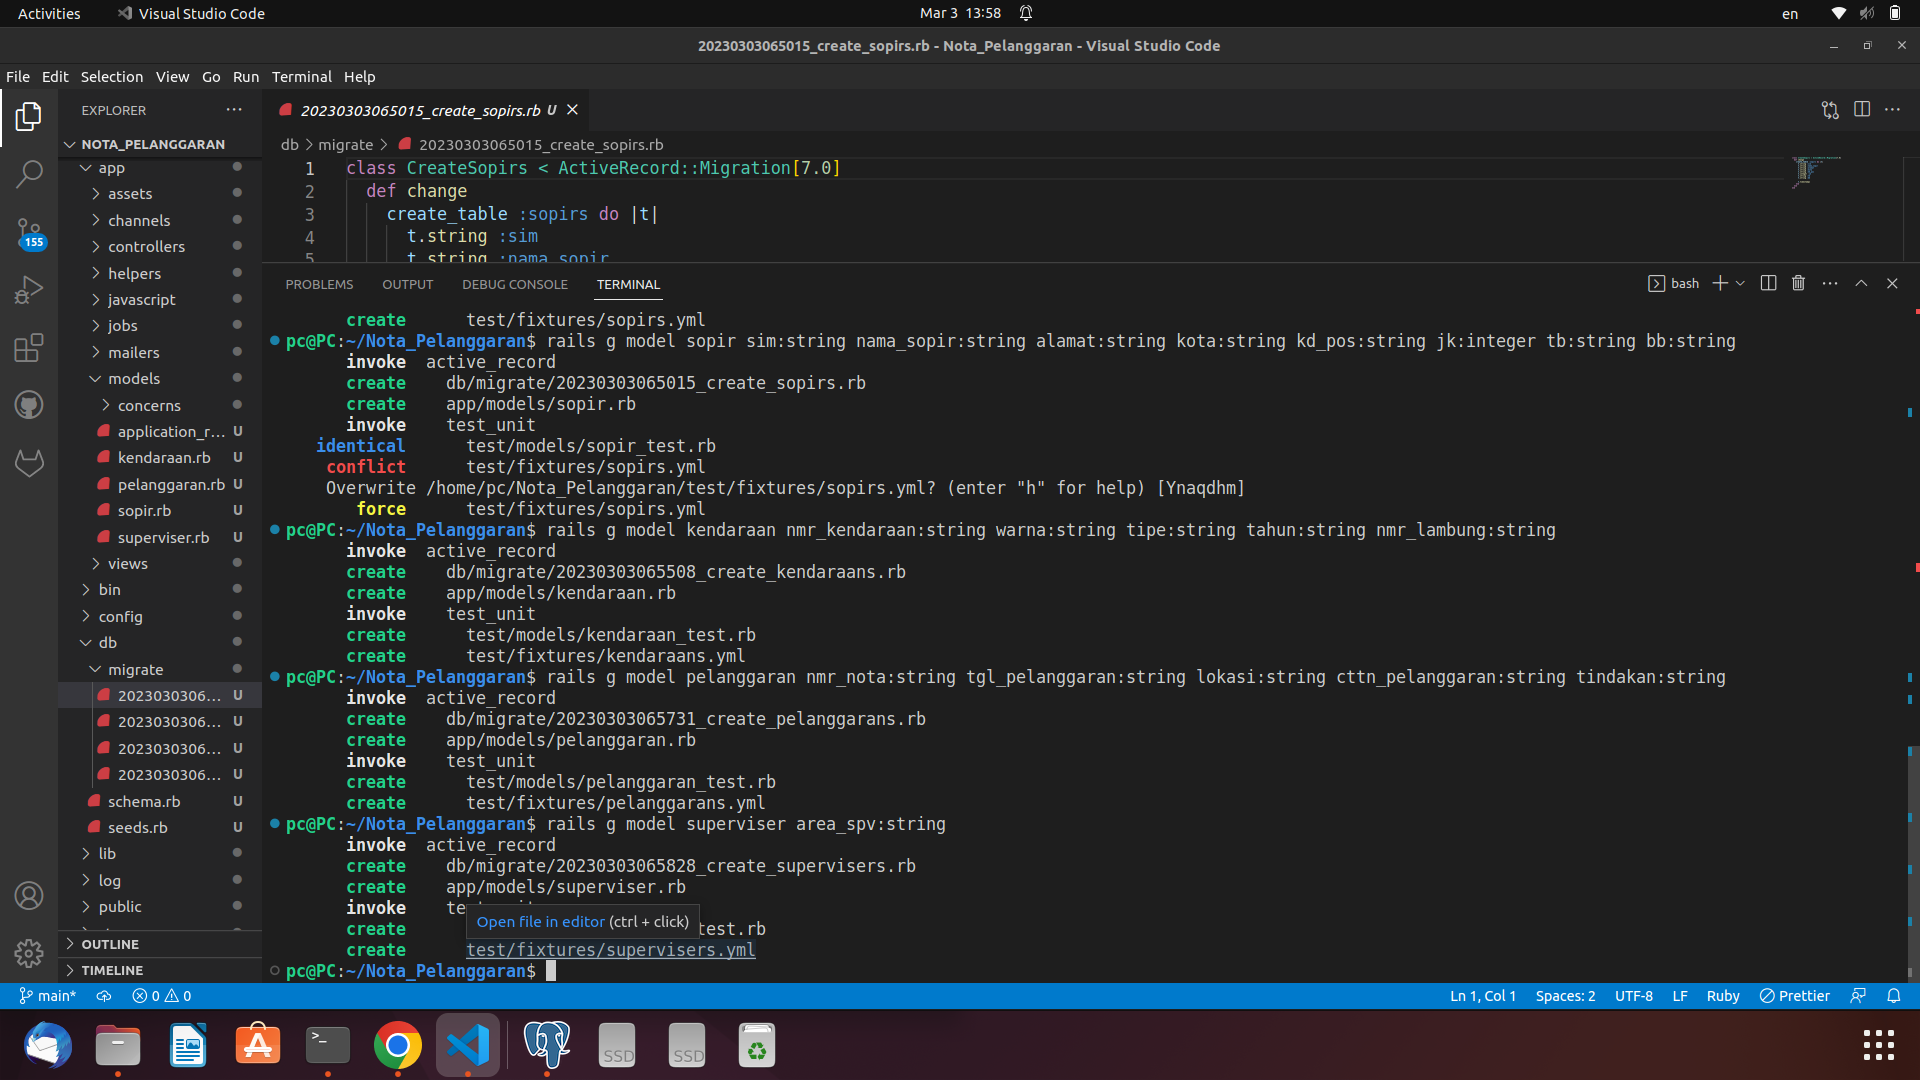 Activities
Visual Studio Code
Mar 3 13:58
en
20230303065015_create_sopirs.rb - Nota_Pelanggaran - Visual Studio Code
File Edit Selection View Go Run Terminal Help
EXPLORER
NOTA_PELANGGARAN
app
assets
channels
controllers
helpers
javascript
jobs
mailers
models
concerns
application_r... U
kendaraan.rb U
pelanggaran.rb U
sopir.rb U
superviser.rb U
views
bin
config
db
migrate
2023030306... U
2023030306... U
2023030306... U
2023030306... U
schema.rb U
seeds.rb U
lib
log
public
OUTLINE
TIMELINE
155
20230303065015_create_sopirs.rb U
db > migrate > 20230303065015_create_sopirs.rb
1 class CreateSopirs < ActiveRecord::Migration[7.0]
2 def change
3 create_table :sopirs do |t|
4 t.string :sim
5 t.string :nama_sopir
PROBLEMS OUTPUT DEBUG CONSOLE TERMINAL
bash
create test/fixtures/sopirs.yml
pc@PC:~/Nota_Pelanggaran$ rails g model sopir sim:string nama_sopir:string alamat:string kota:string kd_pos:string jk:integer tb:string bb:string
invoke active_record
create db/migrate/20230303065015_create_sopirs.rb
create app/models/sopir.rb
invoke test_unit
identical test/models/sopir_test.rb
conflict test/fixtures/sopirs.yml
Overwrite /home/pc/Nota_Pelanggaran/test/fixtures/sopirs.yml? (enter "h" for help) [Ynaqdhm]
force test/fixtures/sopirs.yml
pc@PC:~/Nota_Pelanggaran$ rails g model kendaraan nmr_kendaraan:string warna:string tipe:string tahun:string nmr_lambung:string
invoke active_record
create db/migrate/20230303065508_create_kendaraans.rb
create app/models/kendaraan.rb
invoke test_unit
create test/models/kendaraan_test.rb
create test/fixtures/kendaraans.yml
pc@PC:~/Nota_Pelanggaran$ rails g model pelanggaran nmr_nota:string tgl_pelanggaran:string lokasi:string cttn_pelanggaran:string tindakan:string
invoke active_record
create db/migrate/20230303065731_create_pelanggarans.rb
create app/models/pelanggaran.rb
invoke test_unit
create test/models/pelanggaran_test.rb
create test/fixtures/pelanggarans.yml
pc@PC:~/Nota_Pelanggaran$ rails g model superviser area_spv:string
invoke active_record
create db/migrate/20230303065828_create_supervisers.rb
create app/models/superviser.rb
invoke
Open file in editor (ctrl + click)
create test.rb
create test/fixtures/supervisers.yml
pc@PC:~/Nota_Pelanggaran$
main* 0 0
Ln 1, Col 1 Spaces: 2 UTF-8 LF Ruby Prettier
SSD
SSD